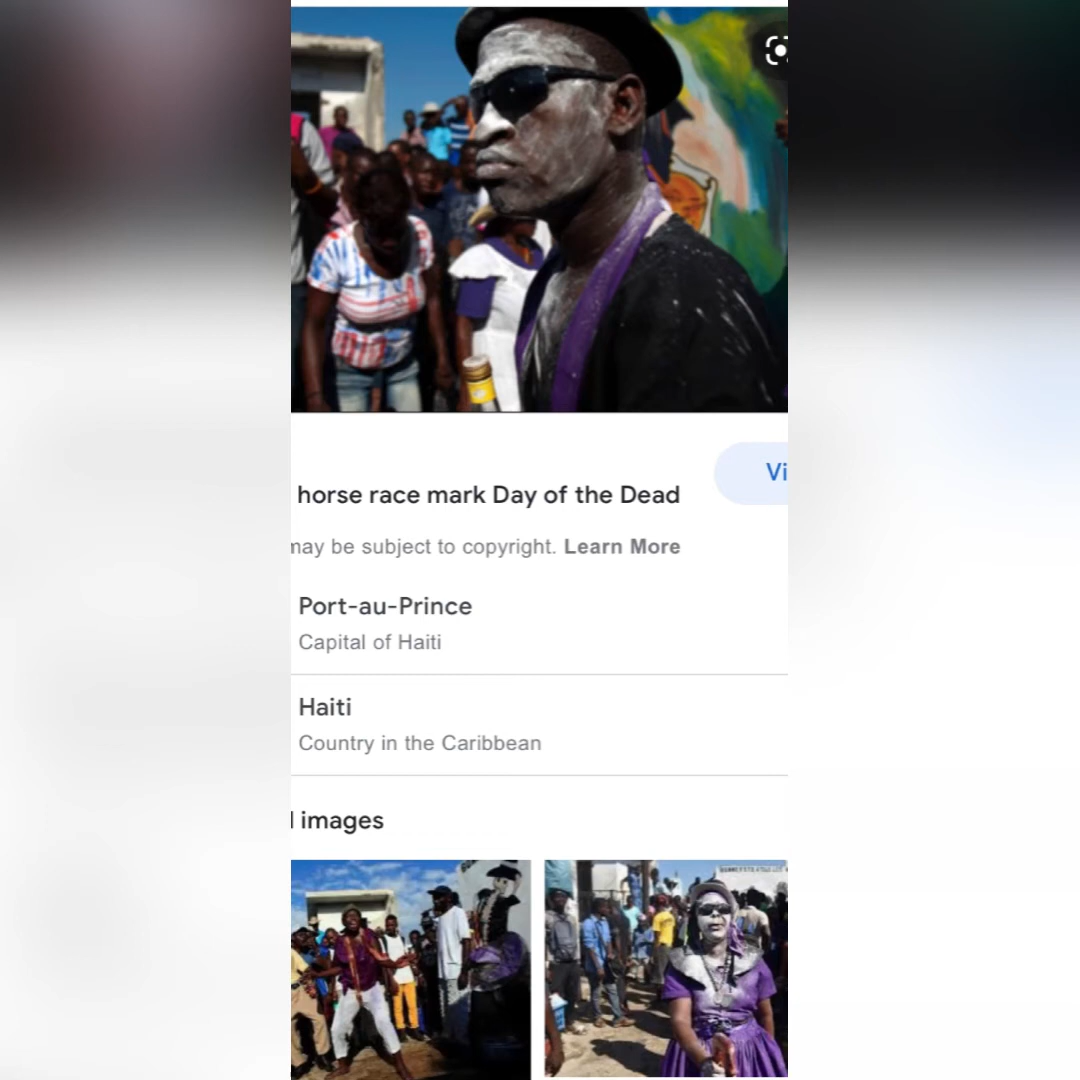 Vi
horse race mark Day of the Dead
may be subject to copyright. Learn More
Port-au-Prince
Capital of Haiti
Haiti
Country in the Caribbean
images